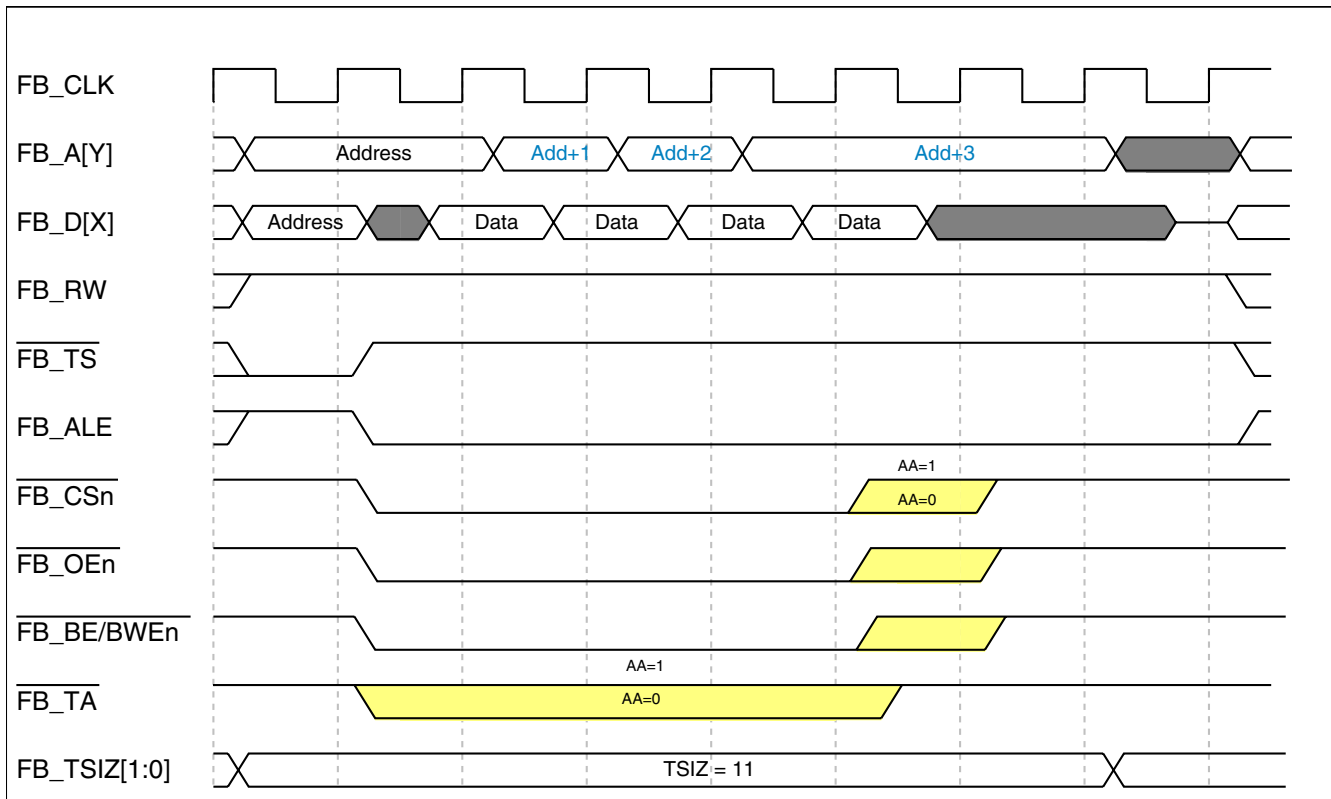 FB_CLK
FB_A[Y] Address Add+1 Add+2 Add+3
FB_D[X] Address Data Data Data Data
FB_RW
FB_TS
FB_ALE
AA=1
FB_CSn AA=0
FB_OEn
FB_BE/BWEn
AA=1
FB_TA AA=0
FB_TSIZ[1:0] TSIZ = 11